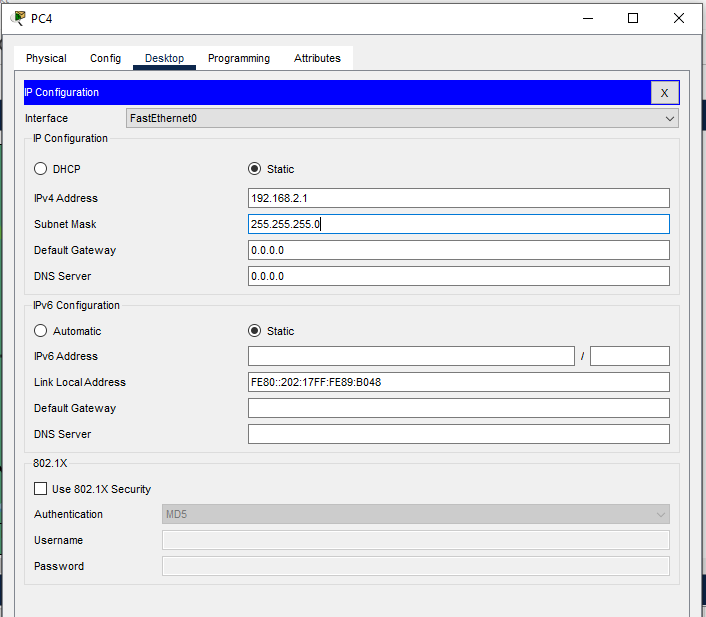 PC4
Physical Config Desktop Programming Attributes
IP Configuration X
Interface FastEthernet0
IP Configuration
DHCP Static
IPv4 Address 192.168.2.1
Subnet Mask 255.255.255.0
Default Gateway 0.0.0.0
DNS Server 0.0.0.0
IPv6 Configuration
Automatic Static
IPv6 Address /
Link Local Address FE80::202:17FF:FE89:B048
Default Gateway
DNS Server
802.1X
Use 802.1X Security
Authentication MD5
Username
Password